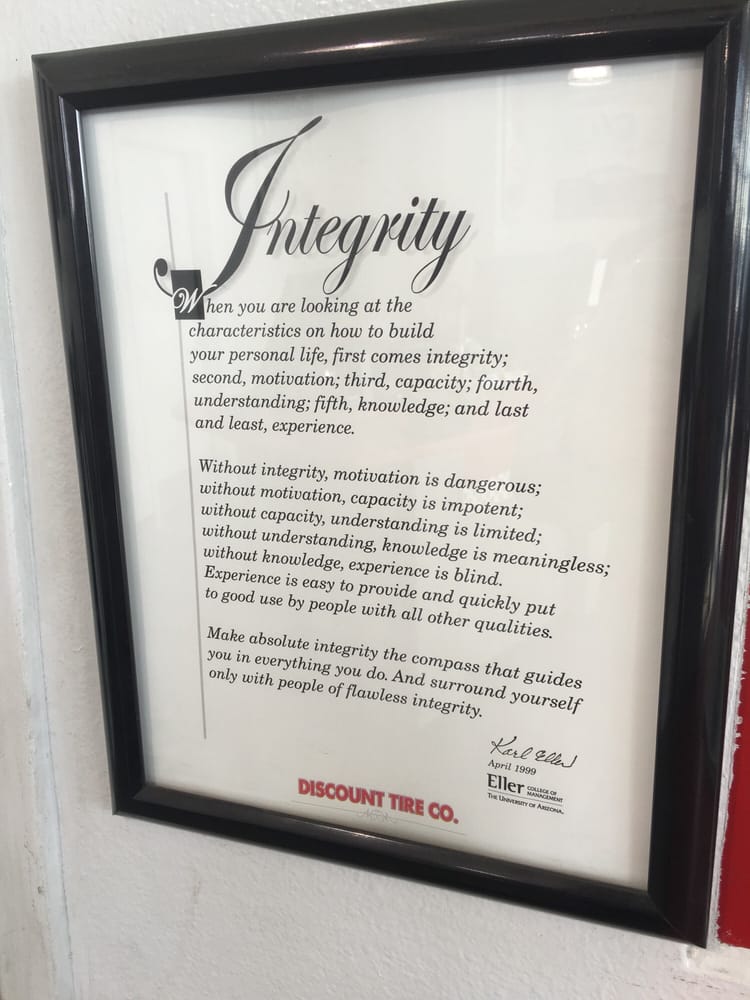 Integrity
When you are looking at the
characteristics on how to build
your personal life, first comes integrity;
second, motivation; third, capacity; fourth,
understanding; fifth, knowledge; and last
and least, experience.
Without integrity, motivation is dangerous;
without motivation, capacity is impotent;
without capacity, understanding is limited;
without understanding, knowledge is meaningless;
without knowledge, experience is blind.
Experience is easy to provide and quickly put
to good use by people with all other qualities.
Make absolute integrity the compass that guides
you in everything you do. And surround yourself
only with people of flawless integrity.
Karl Eller
April 1999
Eller COLLEGE OF
MANAGEMENT
THE UNIVERSITY OF ARIZONA.
DISCOUNT TIRE CO.